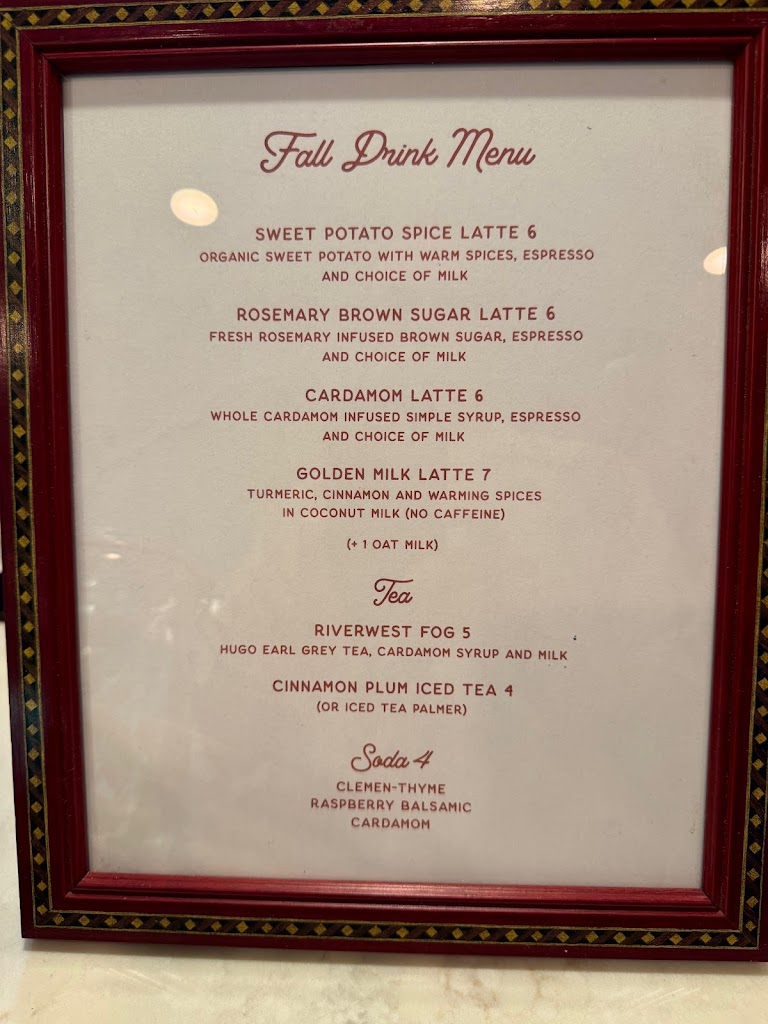 Fall Drink Menu
SWEET POTATO SPICE LATTE 6
ORGANIC SWEET POTATO WITH WARM SPICES, ESPRESSO
AND CHOICE OF MILK
ROSEMARY BROWN SUGAR LATTE 6
FRESH ROSEMARY INFUSED BROWN SUGAR, ESPRESSO
AND CHOICE OF MILK
CARDAMOM LATTE 6
WHOLE CARDAMOM INFUSED SIMPLE SYRUP, ESPRESSO
AND CHOICE OF MILK
GOLDEN MILK LATTE 7
TURMERIC, CINNAMON AND WARMING SPICES
IN COCONUT MILK (NO CAFFEINE)
(+ 1 OAT MILK)
Tea
RIVERWEST FOG 5
HUGO EARL GREY TEA, CARDAMOM SYRUP AND MILK
CINNAMON PLUM ICED TEA 4
(OR ICED TEA PALMER)
Soda 4
CLEMEN-THYME
RASPBERRY BALSAMIC
CARDAMOM